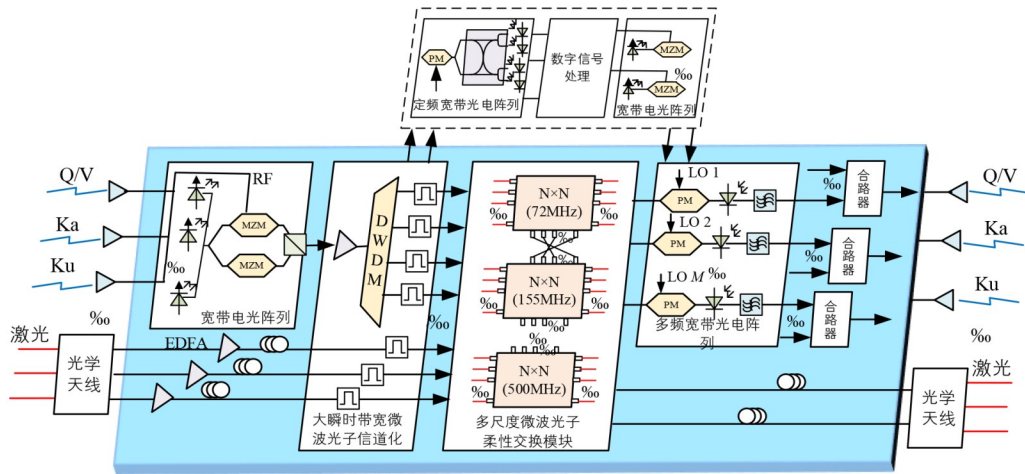 PM
定频宽带光电阵列
数字信号
处理
MZM
‰
MZM
宽带电光阵列
Q/V
Ka
Ku
RF
MZM
MZM
‰
宽带电光阵列
DWDM
‰
N×N
(72MHz)
‰
‰
‰
‰
N×N
(155MHz)
‰
‰
‰
‰
‰
N×N
(500MHz)
‰
‰
LO 1
PM
LO 2
PM
LO M
‰
PM
多频宽带光电阵
列
‰
合路器
‰
合路器
‰
合路器
Q/V
Ka
Ku
‰
激光
‰
光学
天线
EDFA
大瞬时带宽微
波光子信道化
多尺度微波光子
柔性交换模块
激光
光学
天线